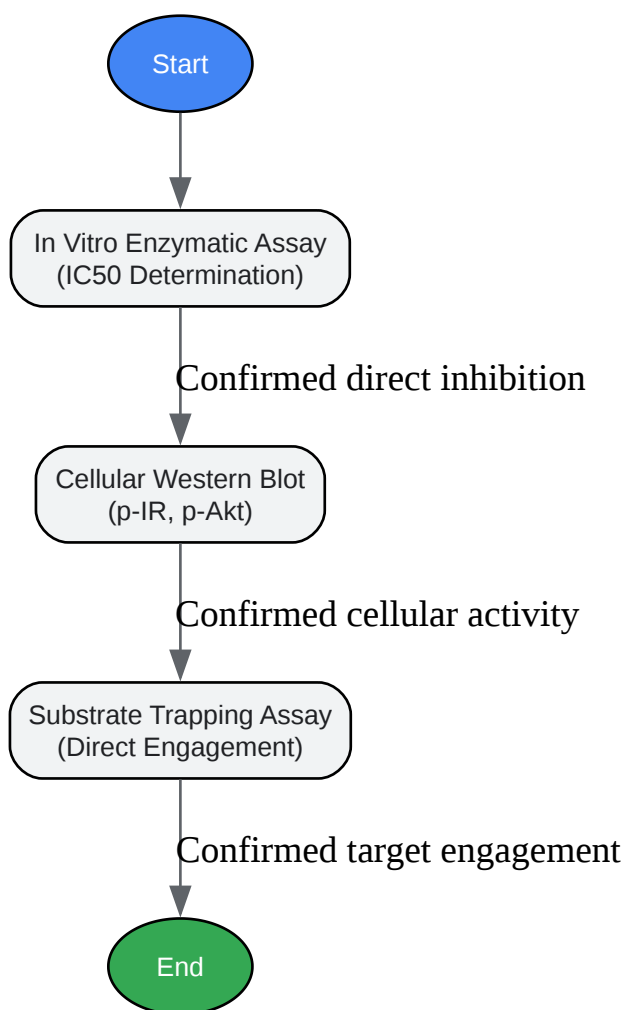 Start
In Vitro Enzymatic Assay
(IC50 Determination)
Confirmed direct inhibition
Cellular Western Blot
(p-IR, p-Akt)
Confirmed cellular activity
Substrate Trapping Assay
(Direct Engagement)
Confirmed target engagement
End